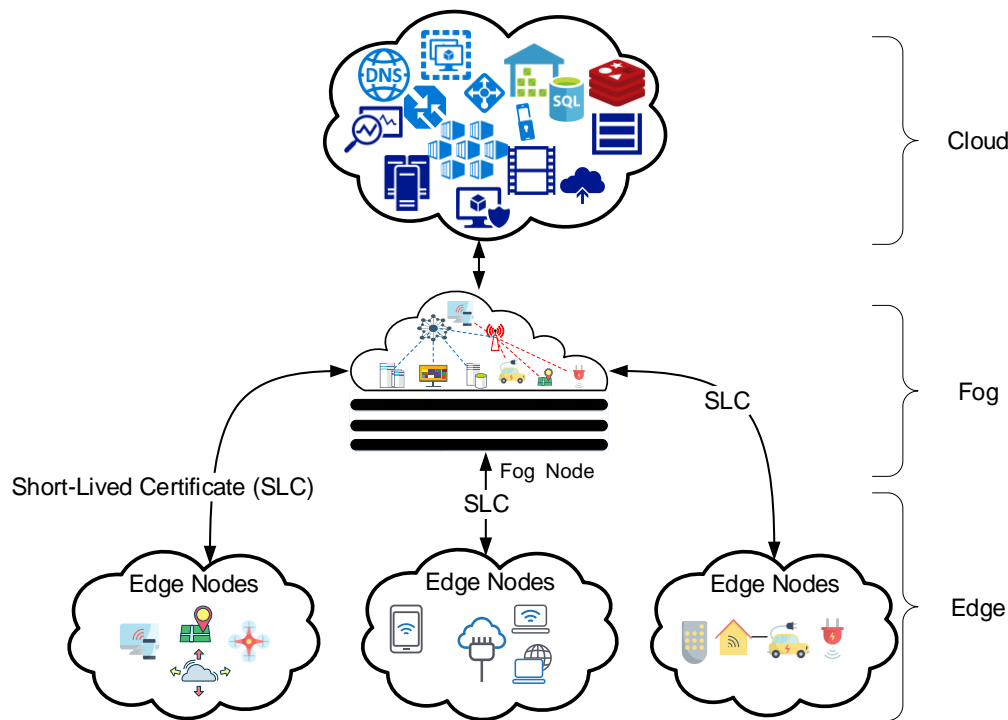 DNS
SQL
Cloud
Fog
SLC
Fog Node
Short-Lived Certificate (SLC)
SLC
Edge Nodes
Edge Nodes
Edge Nodes
Edge